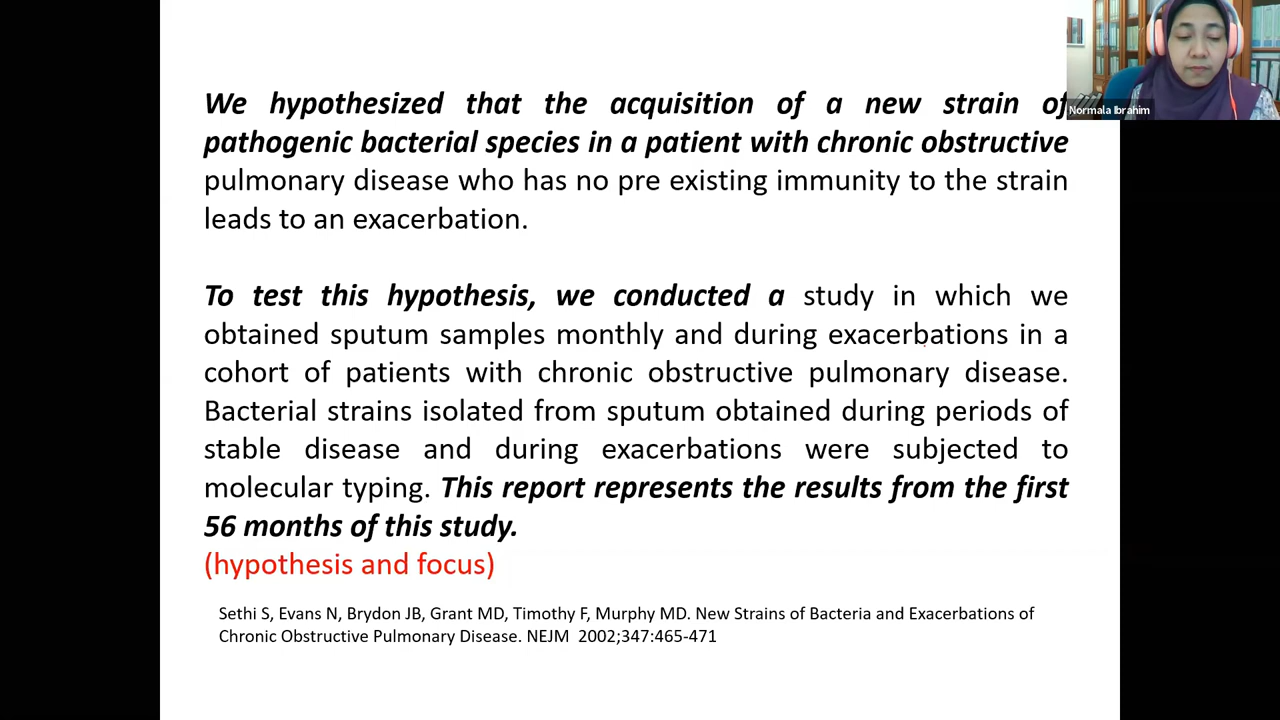 We hypothesized that the acquisition of a new strain of
pathogenic bacterial species in a patient with chronic obstructive
pulmonary disease who has no pre existing immunity to the strain
leads to an exacerbation.
To test this hypothesis, we conducted a study in which we
obtained sputum samples monthly and during exacerbations in a
cohort of patients with chronic obstructive pulmonary disease.
Bacterial strains isolated from sputum obtained during periods of
stable disease and during exacerbations were subjected to
molecular typing. This report represents the results from the first
56 months of this study.
(hypothesis and focus)
Sethi S, Evans N, Brydon JB, Grant MD, Timothy F, Murphy MD. New Strains of Bacteria and Exacerbations of
Chronic Obstructive Pulmonary Disease. NEJM 2002;347:465-471
Normala Ibrahim